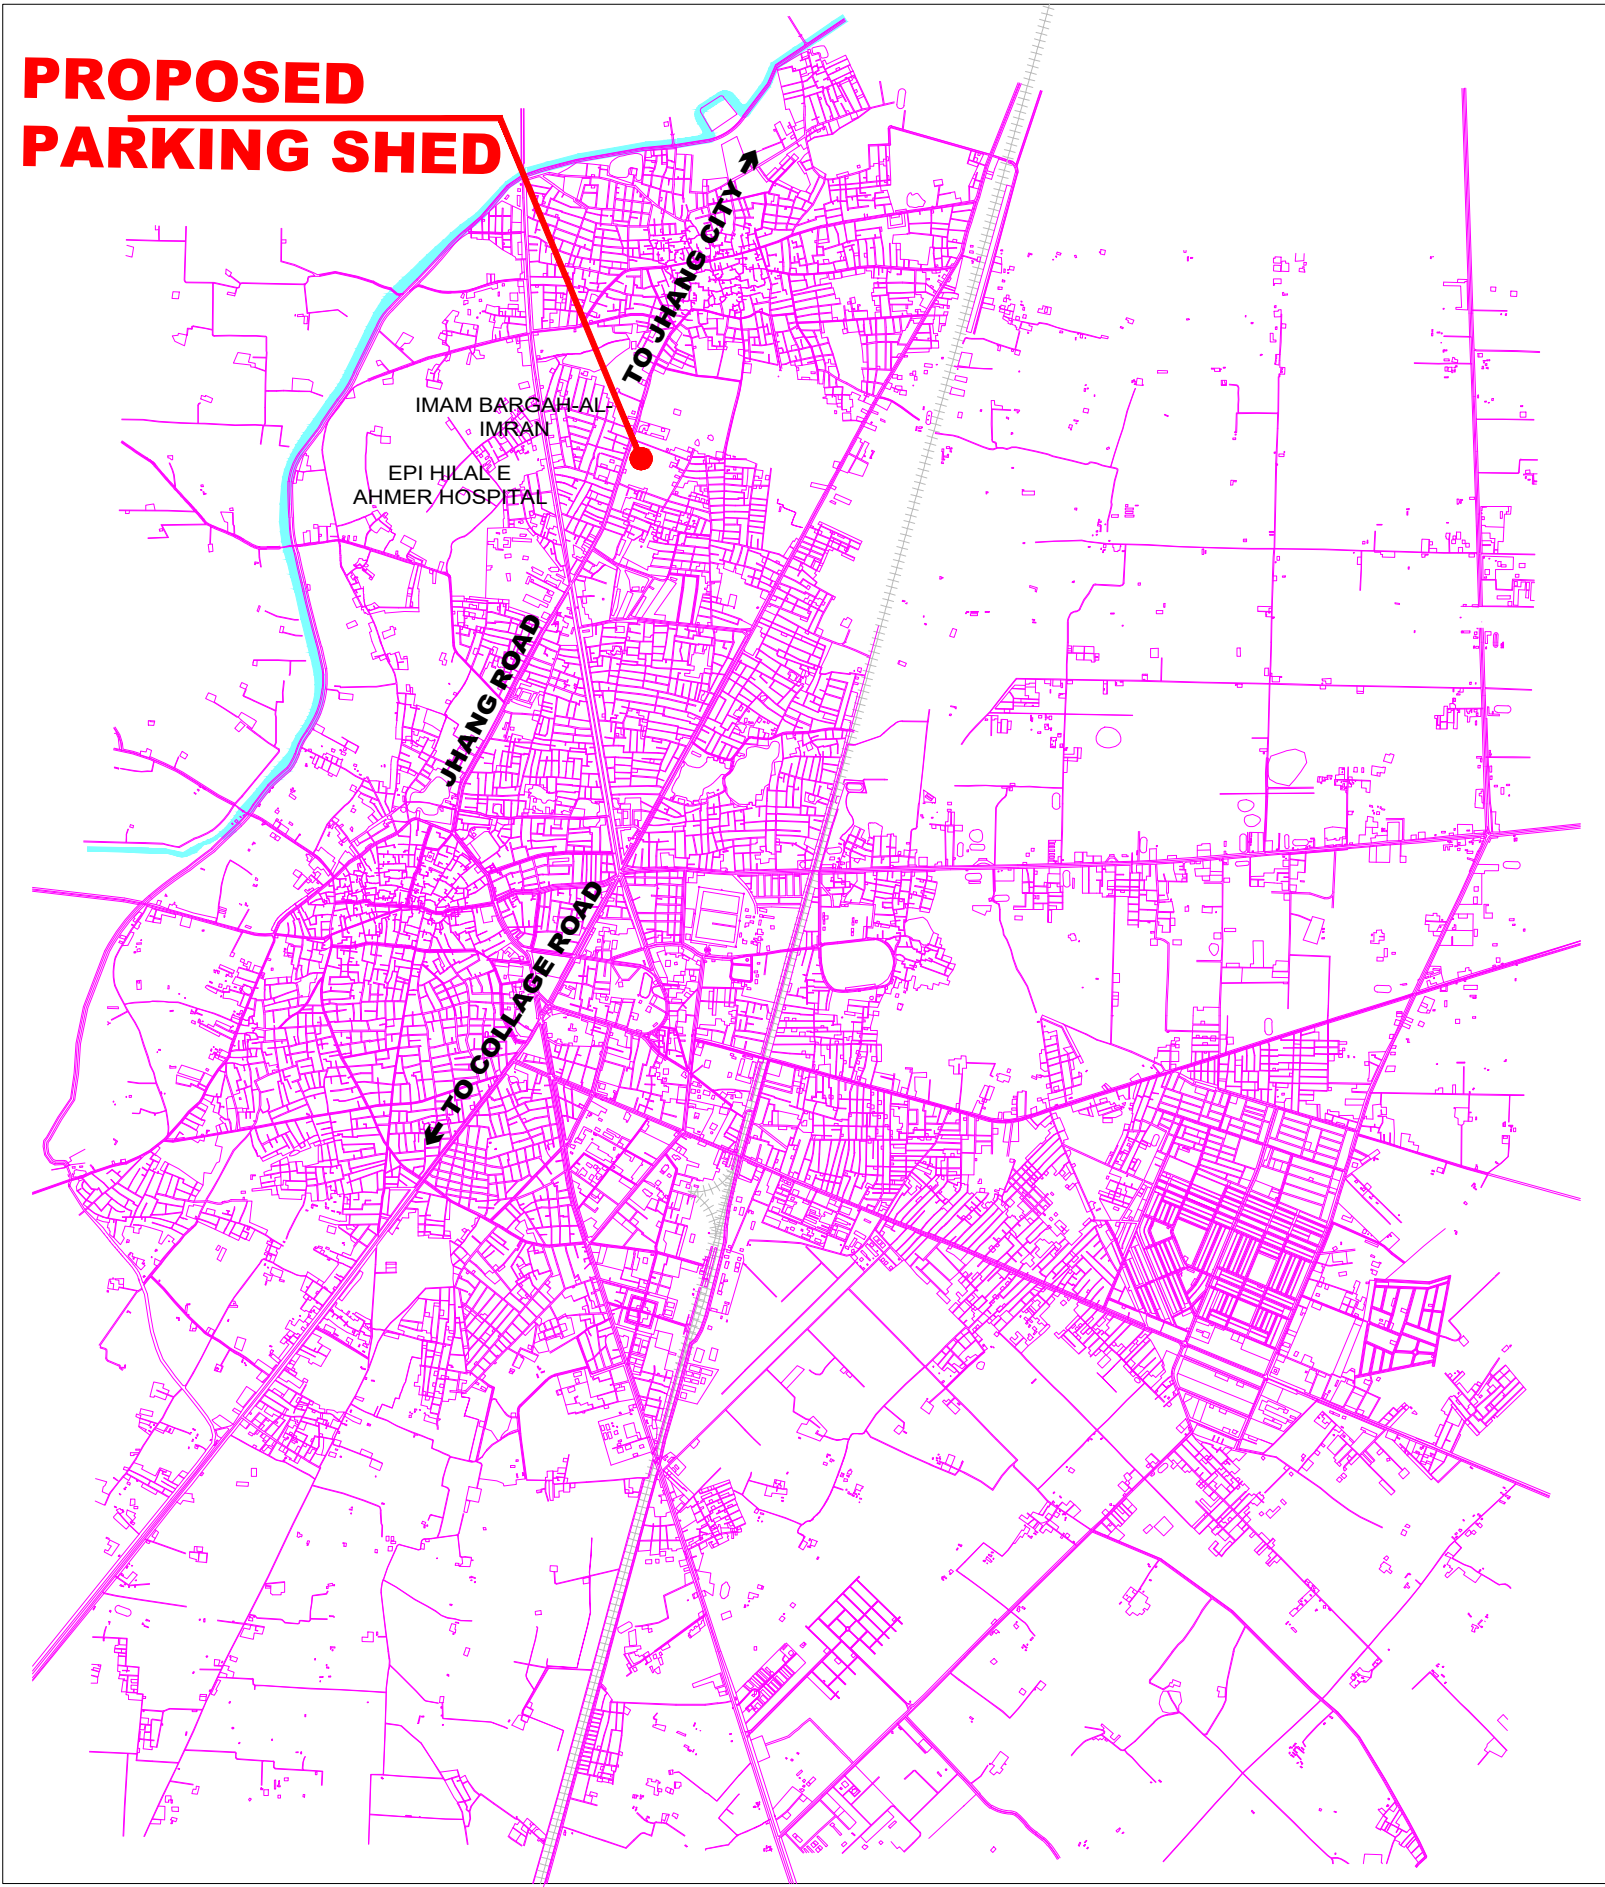 PROPOSED
PARKING SHED
TO JHANG CITY
IMAM BARGAH-AL-
IMRAN
EPI HILAL E
AHMER HOSPITAL
JHANG ROAD
TO COLLAGE ROAD